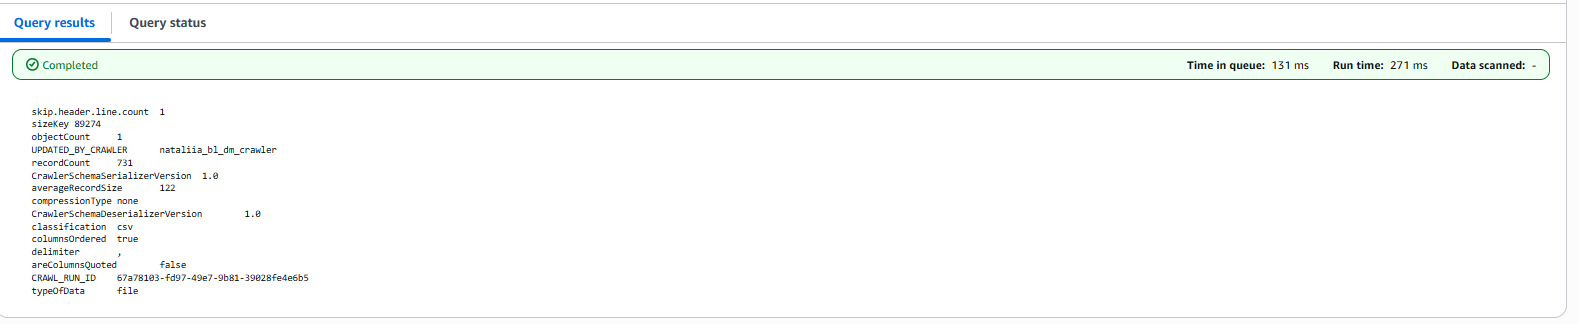 Query results Query status
Completed Time in queue: 131 ms Run time: 271 ms Data scanned: -
skip.header.line.count 1
sizeKey 89274
objectCount 1
UPDATED_BY_CRAWLER nataliia_bl_dm_crawler
recordCount 731
CrawlerSchemaSerializerVersion 1.0
averageRecordSize 122
compressionType none
CrawlerSchemaDeserializerVersion 1.0
classification csv
columnsOrdered true
delimiter ,
areColumnsQuoted false
CRAWL_RUN_ID 67a78103-fd97-49e7-9b81-39028fe4e6b5
typeOfData file